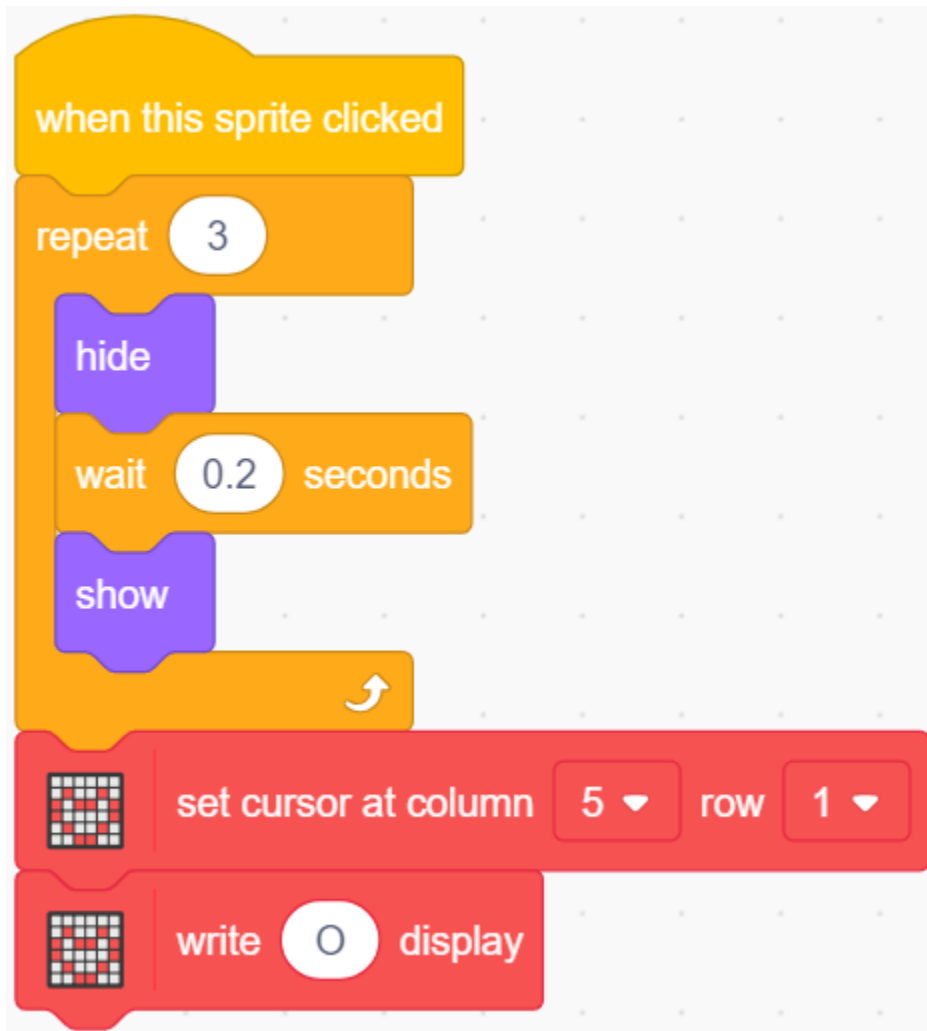 when this sprite clicked
repeat 3
hide
wait 0.2 seconds
show
set cursor at column 5 row 1
write O display